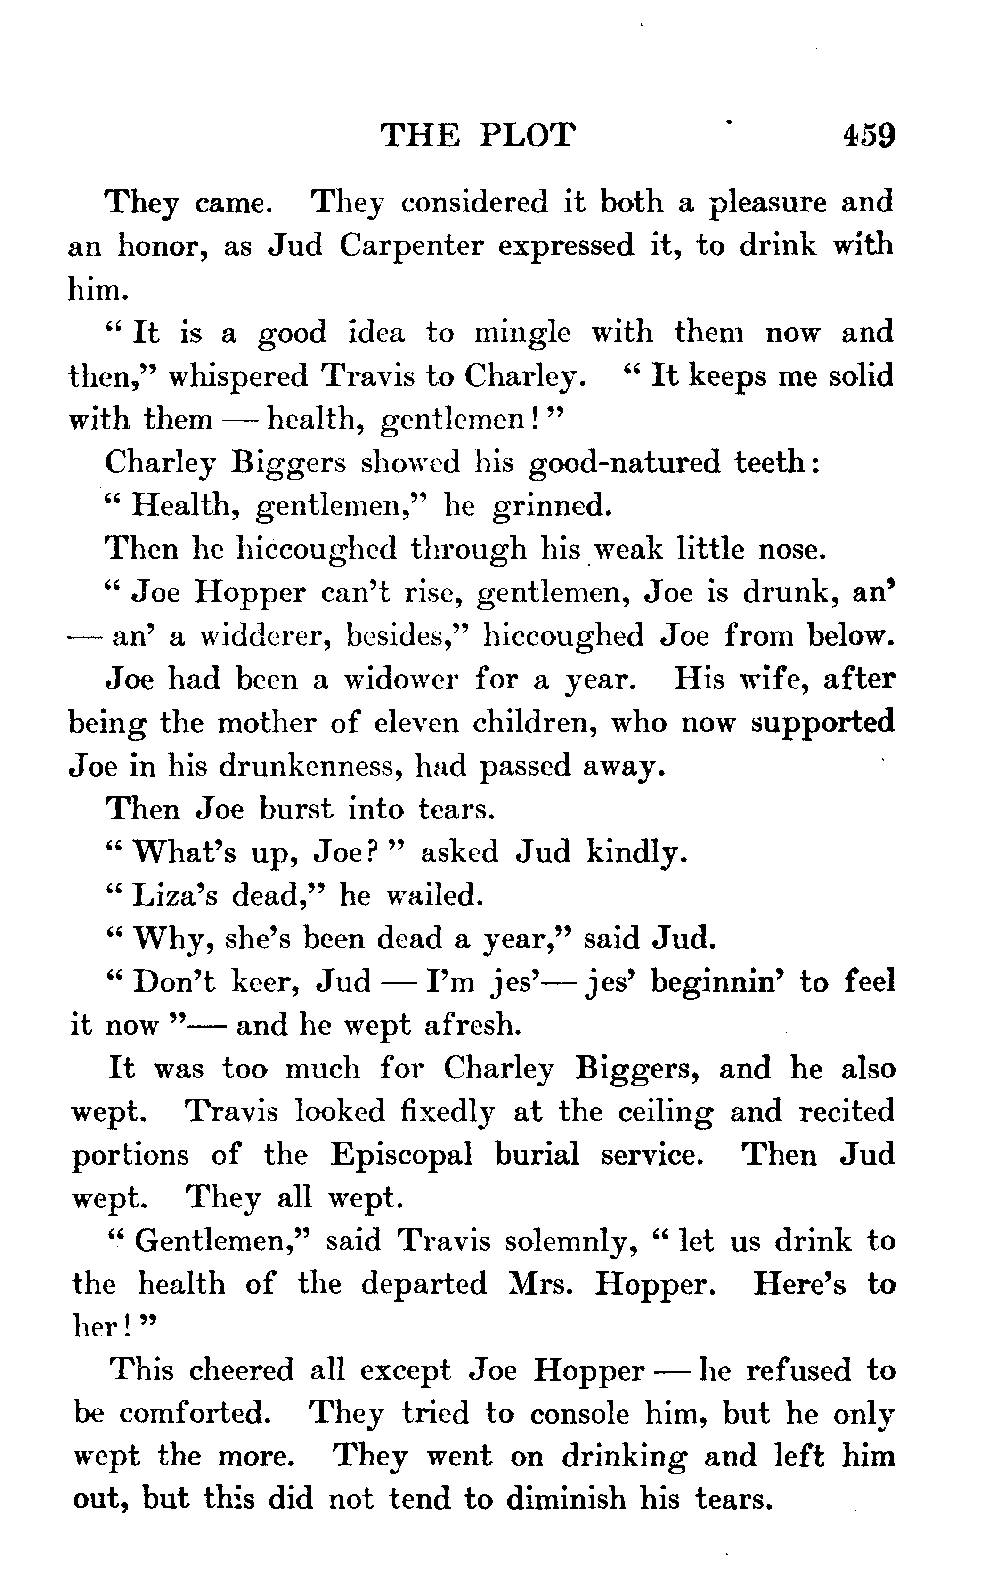 THE PLOT 459
They came. They considered it both a pleasure and
an honor, as Jud Carpenter expressed it, to drink with
him.
“ It is a good idea to mingle with them now and
then,” whispered Travis to Charley. “ It keeps me solid
with them — health, gentlemen! ”
Charley Biggers showed his good-natured teeth:
“ Health, gentlemen,” he grinned.
Then he hiccoughed through his weak little nose.
“ Joe Hopper can’t rise, gentlemen, Joe is drunk, an’
— an’ a widderer, besides,” hiccoughed Joe from below.
Joe had been a widower for a year. His wife, after
being the mother of eleven children, who now supported
Joe in his drunkenness, had passed away.
Then Joe burst into tears.
“ What’s up, Joe? ” asked Jud kindly.
“ Liza’s dead,” he wailed.
“ Why, she’s been dead a year,” said Jud.
“ Don’t keer, Jud — I’m jes’— jes’ beginnin’ to feel
it now ”— and he wept afresh.
It was too much for Charley Biggers, and he also
wept. Travis looked fixedly at the ceiling and recited
portions of the Episcopal burial service. Then Jud
wept. They all wept.
“ Gentlemen,” said Travis solemnly, “ let us drink to
the health of the departed Mrs. Hopper. Here’s to
her! ”
This cheered all except Joe Hopper — he refused to
be comforted. They tried to console him, but he only
wept the more. They went on drinking and left him
out, but this did not tend to diminish his tears.